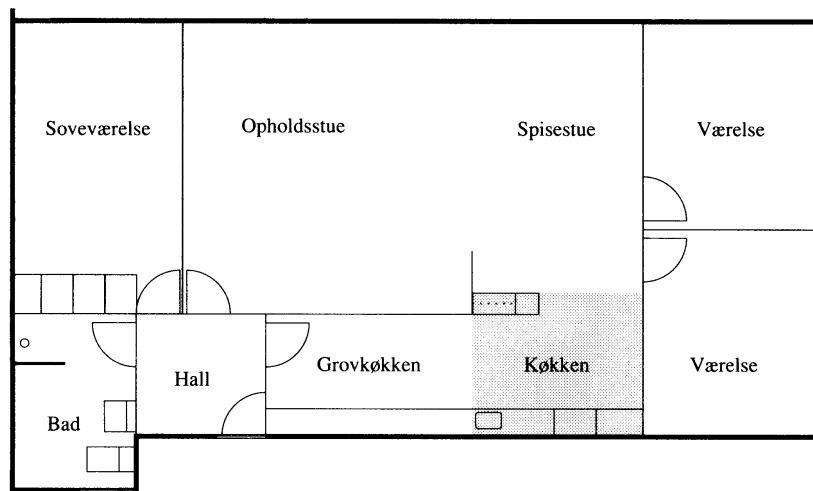 Soveværelse
Opholdsstue
Spisestue
Værelse
Hall
Grovkøkken
Køkken
Værelse
Bad